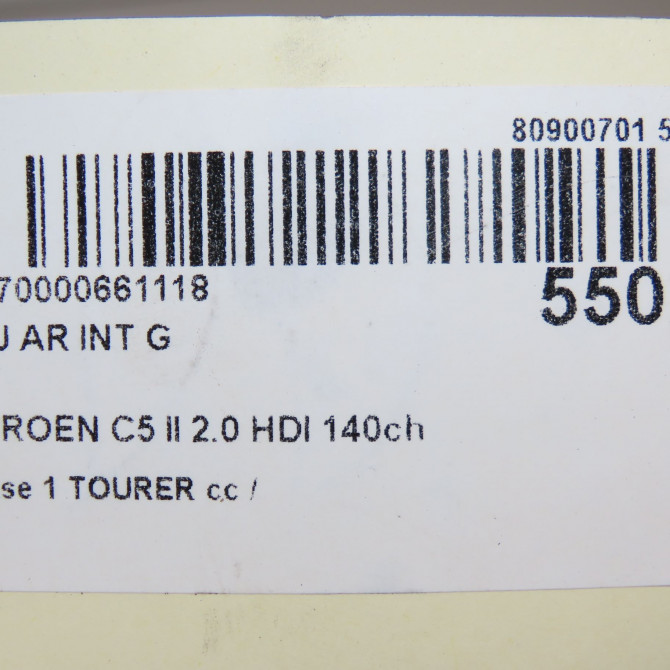 80900701 5
70000661118
550
J AR INT G
ROEN C5 II 2.0 HDI 140ch
se 1 TOURER cc /